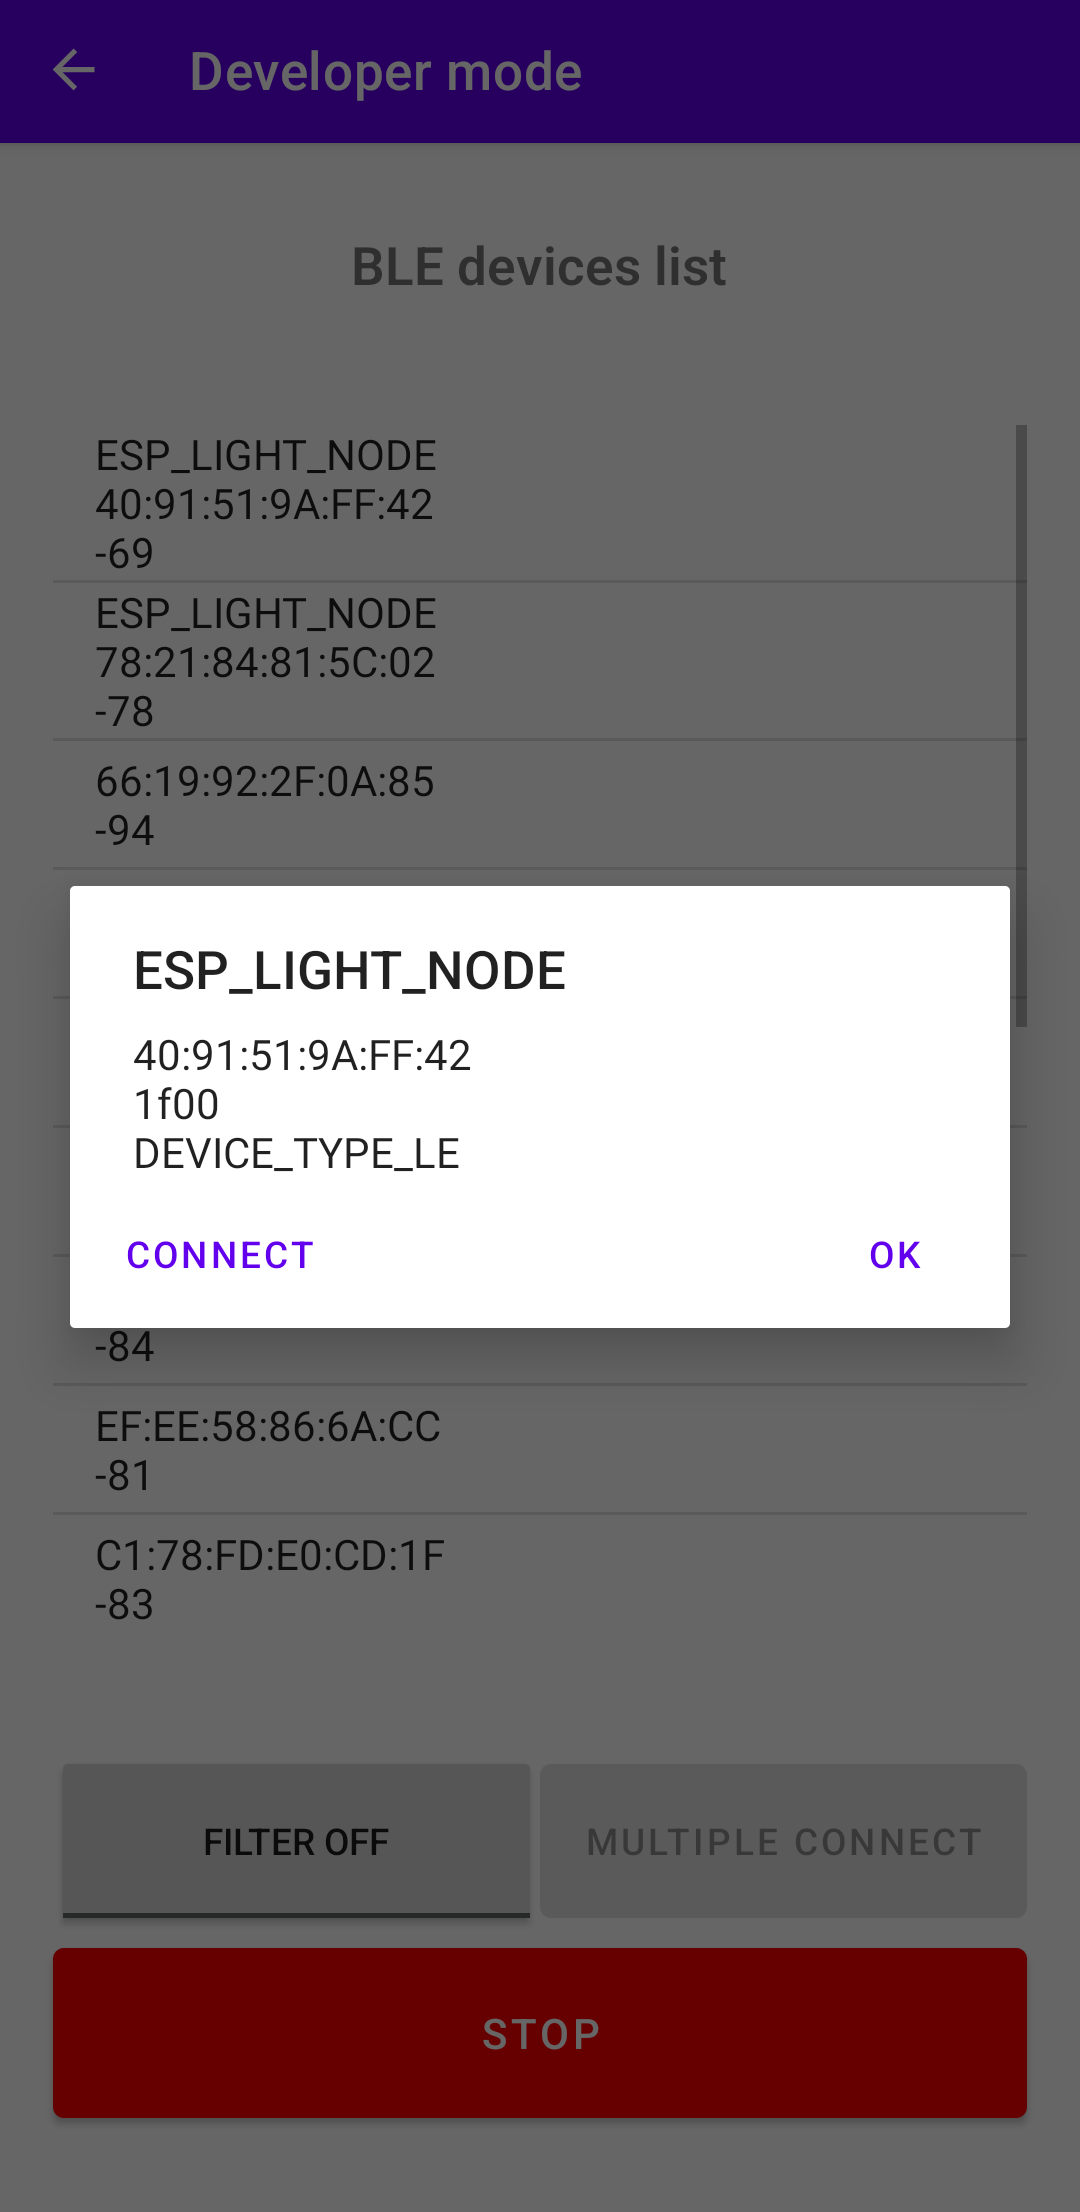 Developer mode
BLE devices list
ESP_LIGHT_NODE
40:91:51:9A:FF:42
-69
ESP_LIGHT_NODE
78:21:84:81:5C:02
-78
66:19:92:2F:0A:85
-94
ESP_LIGHT_NODE
40:91:51:9A:FF:42
1f00
DEVICE_TYPE_LE
CONNECT
OK
-84
EF:EE:58:86:6A:CC
-81
C1:78:FD:E0:CD:1F
-83
FILTER OFF
MULTIPLE CONNECT
STOP